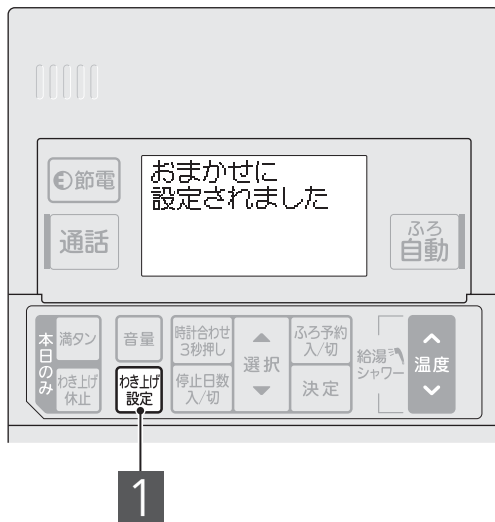 節電
おまかせに
設定されました
通話
ふろ
自動
本日のみ
満タン
わき上げ
休止
音量
わき上げ
設定
時計合わせ
3秒押し
停止日数
入/切
選択
ふろ予約
入/切
決定
給湯
シャワー
温度
1